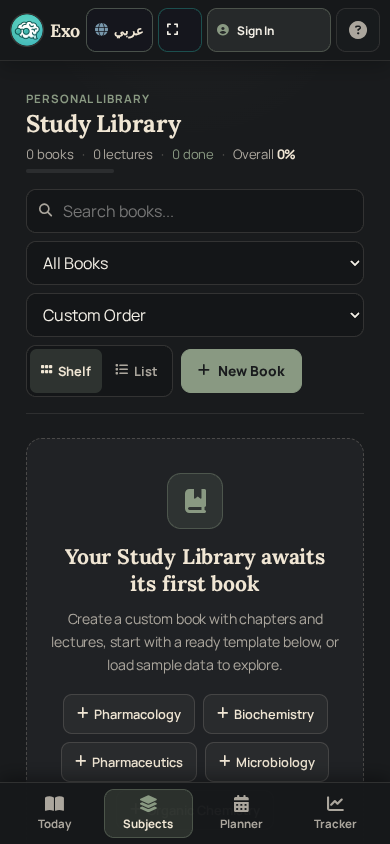 Exo
عربي
Sign In
?
PERSONAL LIBRARY
Study Library
0 books · 0 lectures · 0 done · Overall 0%
Search books...
All Books
Custom Order
Shelf
List
+ New Book
Your Study Library awaits
its first book
Create a custom book with chapters and
lectures, start with a ready template below, or
load sample data to explore.
+ Pharmacology
+ Biochemistry
+ Pharmaceutics
+ Microbiology
Today
Subjects
Planner
Tracker